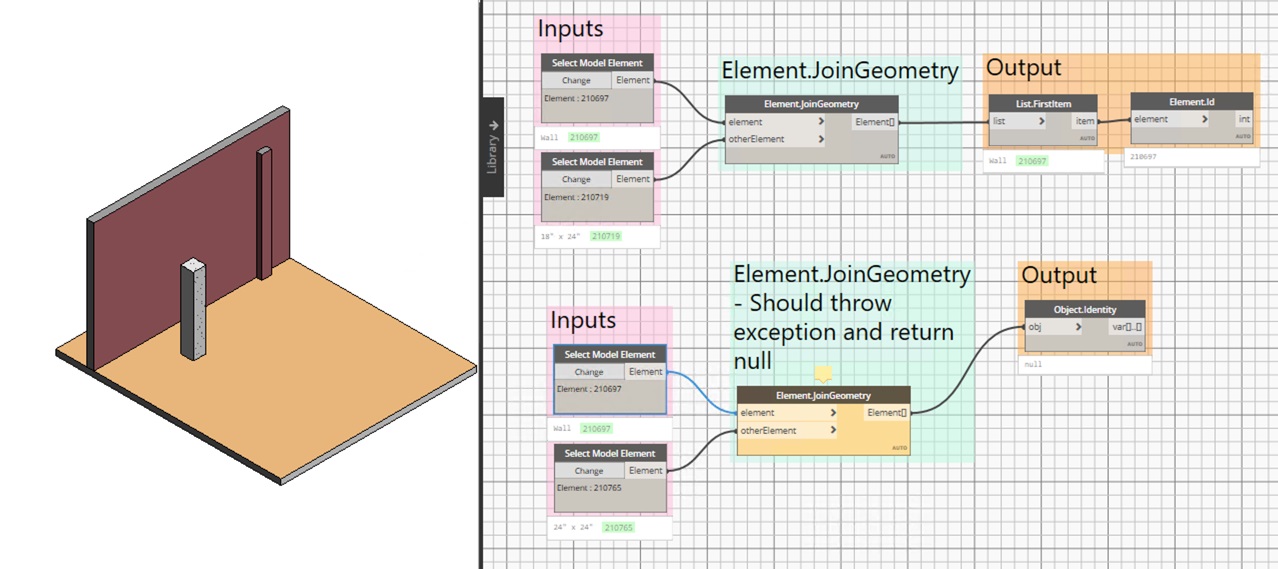 Library
Inputs
Select Model Element
Change Element
Element : 210697
Wall 210697
Select Model Element
Change Element
Element : 210719
18" x 24" 210719
Element.JoinGeometry
Element.JoinGeometry
element > Element[]
otherElement >
AUTO
Output
List.FirstItem
list > item
AUTO
Wall 210697
Element.Id
element > int
AUTO
210697
Inputs
Select Model Element
Change Element
Element : 210697
Wall 210697
Select Model Element
Change Element
Element : 210765
24" x 24" 210765
Element.JoinGeometry
- Should throw
exception and return
null
Element.JoinGeometry
element > Element[]
otherElement >
AUTO
Output
Object.Identity
obj > var[]..[]
AUTO
null